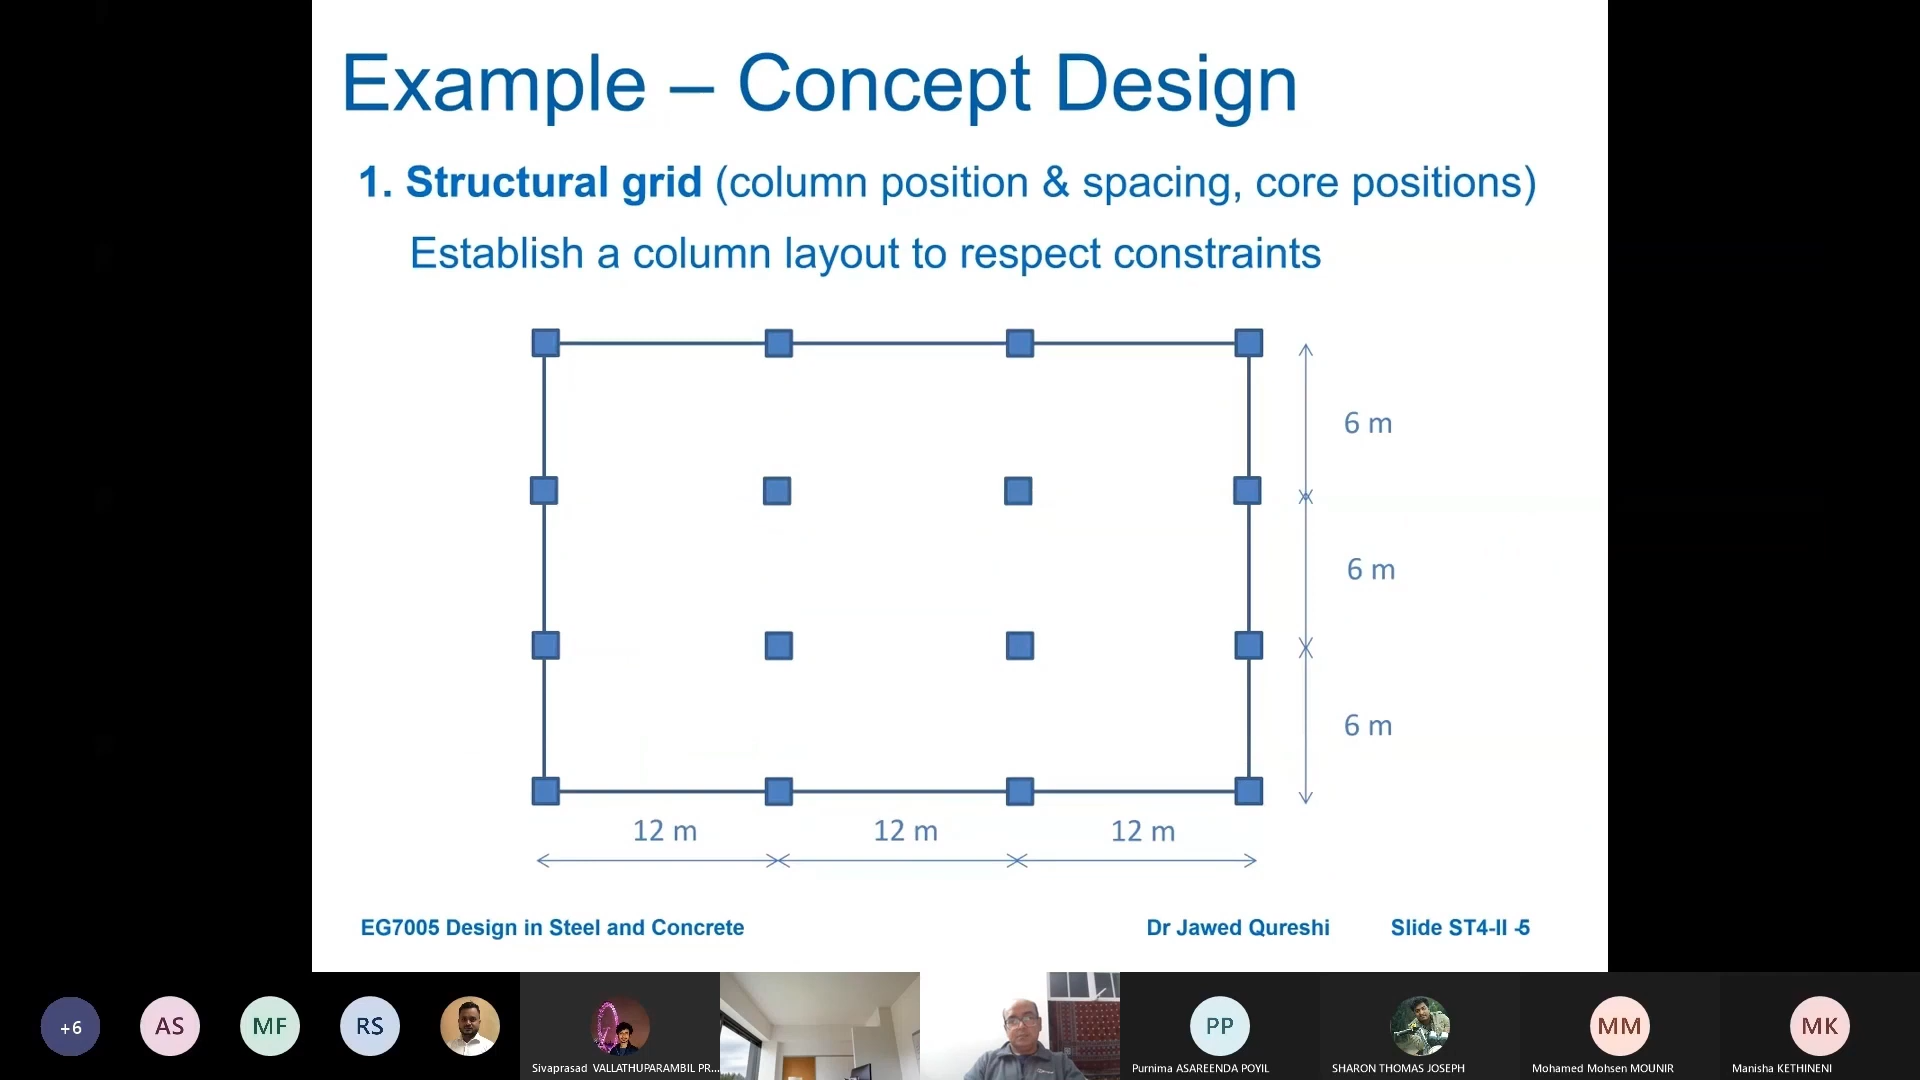 Example – Concept Design
1. Structural grid (column position & spacing, core positions)
Establish a column layout to respect constraints
6 m
6 m
6 m
12 m 12 m 12 m
EG7005 Design in Steel and Concrete Dr Jawed Qureshi Slide ST4-II -5
+6 AS MF RS PP MM MK
Sivaprasad VALLATHUPARAMBIL PR... Purnima ASAREENDA POYIL SHARON THOMAS JOSEPH Mohamed Mohsen MOUNIR Manisha KETHINENI